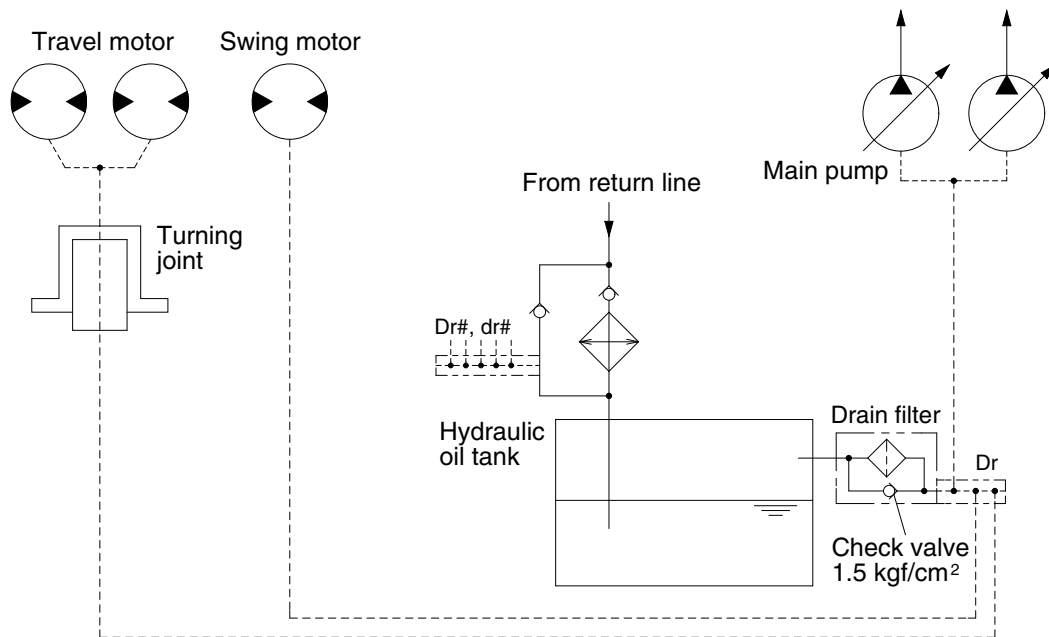 Travel motor
Swing motor
Main pump
From return line
Turning
joint
Dr#, dr#
Hydraulic
oil tank
Drain filter
Dr
Check valve
1.5 kgf/cm²